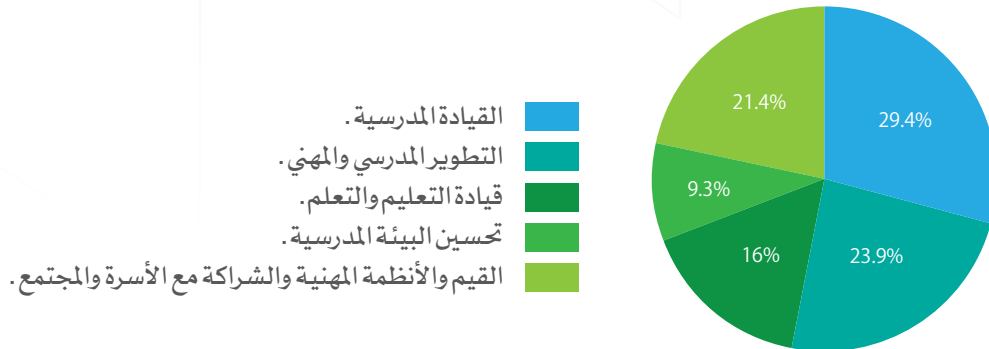 القيادة المدرسية.
التطوير المدرسي والمهني.
قيادة التعليم والتعلم.
تحسين البيئة المدرسية.
القيم والأنظمة المهنية والشراكة مع الأسرة والمجتمع.
29.4%
23.9%
16%
9.3%
21.4%